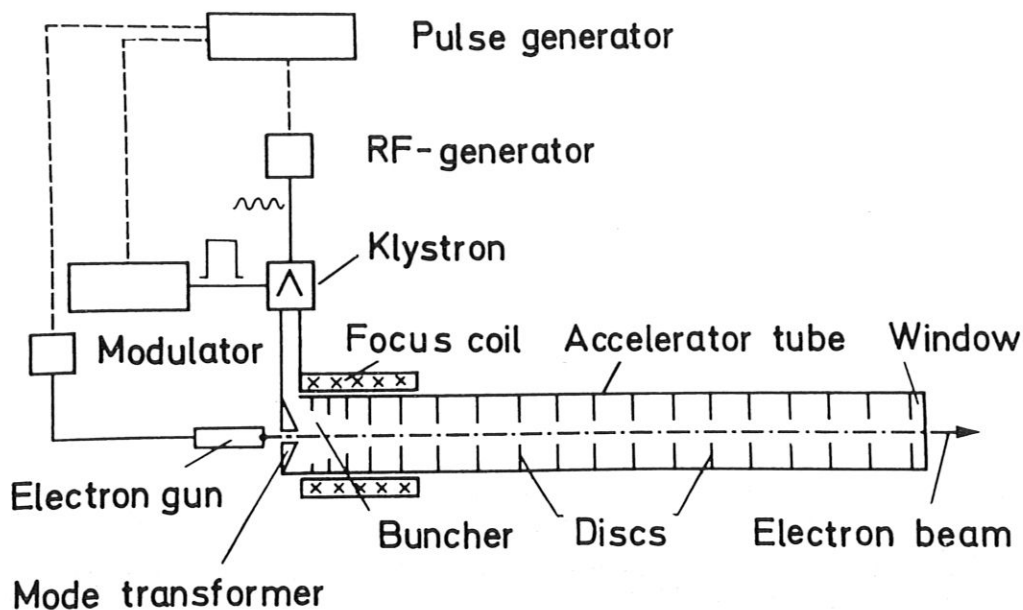 Pulse generator
RF-generator
Klystron
Modulator
Focus coil
Accelerator tube
Window
Electron gun
Buncher
Discs
Electron beam
Mode transformer